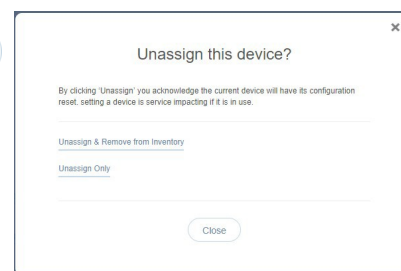 Unassign this device?
By clicking 'Unassign' you acknowledge the current device will have its configuration
reset. setting a device is service impacting if it is in use.
Unassign & Remove from Inventory
Unassign Only
Close